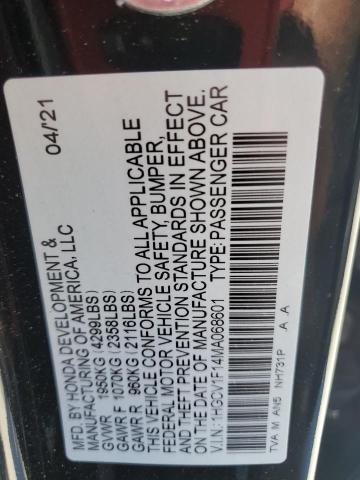 MFD. BY HONDA DEVELOPMENT & 04/21
MANUFACTURING OF AMERICA, LLC
GVWR 1950KG (4299LBS)
GAWR F 1070KG (2358LBS)
GAWR R 960KG (2116LBS)
THIS VEHICLE CONFORMS TO ALL APPLICABLE
FEDERAL MOTOR VEHICLE SAFETY, BUMPER,
AND THEFT PREVENTION STANDARDS IN EFFECT
ON THE DATE OF MANUFACTURE SHOWN ABOVE.
V.I.N.: 1HGCV1F14MA068601 TYPE: PASSENGER CAR
TVA M AN5 NH731P A A